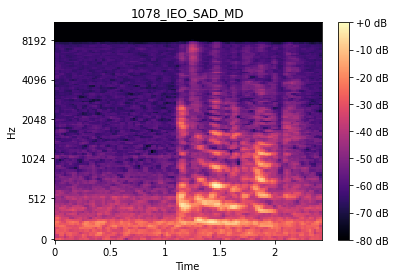 1078_IEO_SAD_MD
+0 dB
8192
-10 dB
4096
-20 dB
-30 dB
2048
Hz
-40 dB
1024
-50 dB
512
-60 dB
-70 dB
0
-80 dB
0 0.5 1 1.5 2
Time